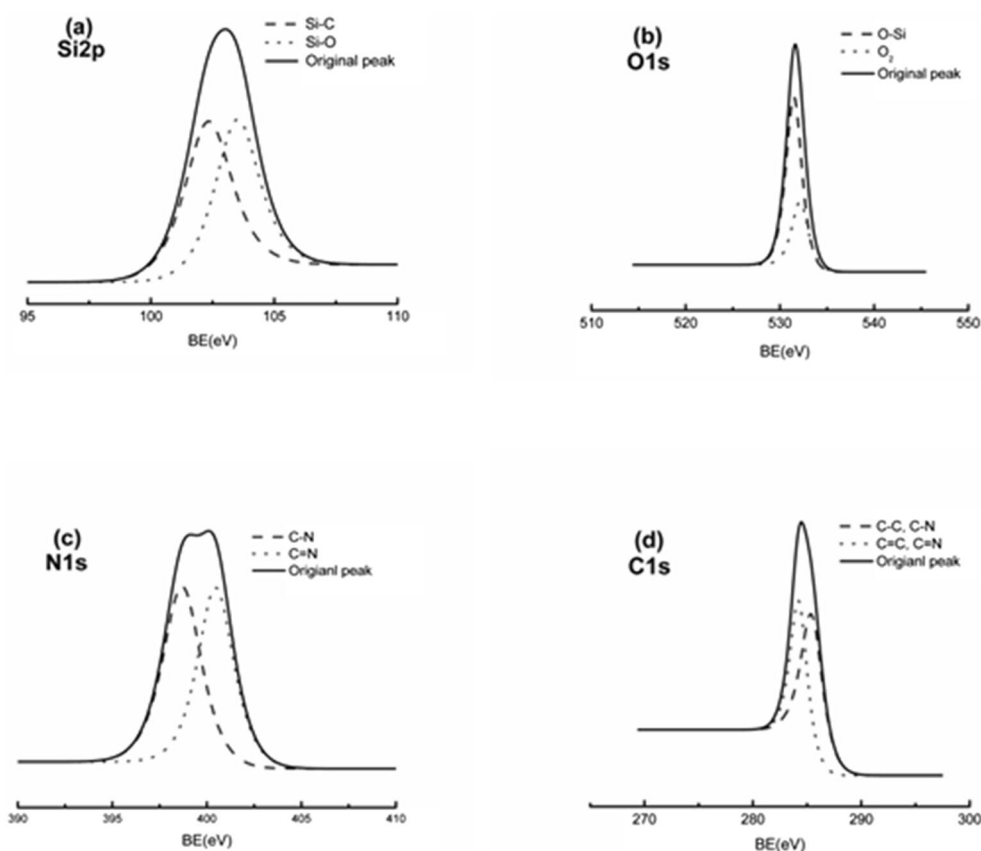 (a)
Si2p
Si-C
Si-O
Original peak
95
100
105
110
BE(eV)
(b)
O1s
O-Si
O₂
Original peak
510
520
530
540
550
BE(eV)
(c)
N1s
C-N
C=N
Origianl peak
390
395
400
405
410
BE(eV)
(d)
C1s
C-C, C-N
C=C, C=N
Origianl peak
270
280
290
300
BE(eV)